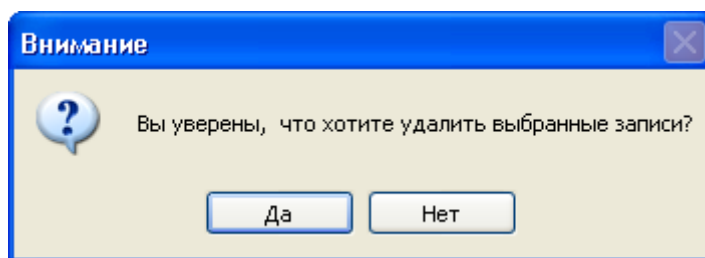 Внимание
Вы уверены, что хотите удалить выбранные записи?
Да
Нет